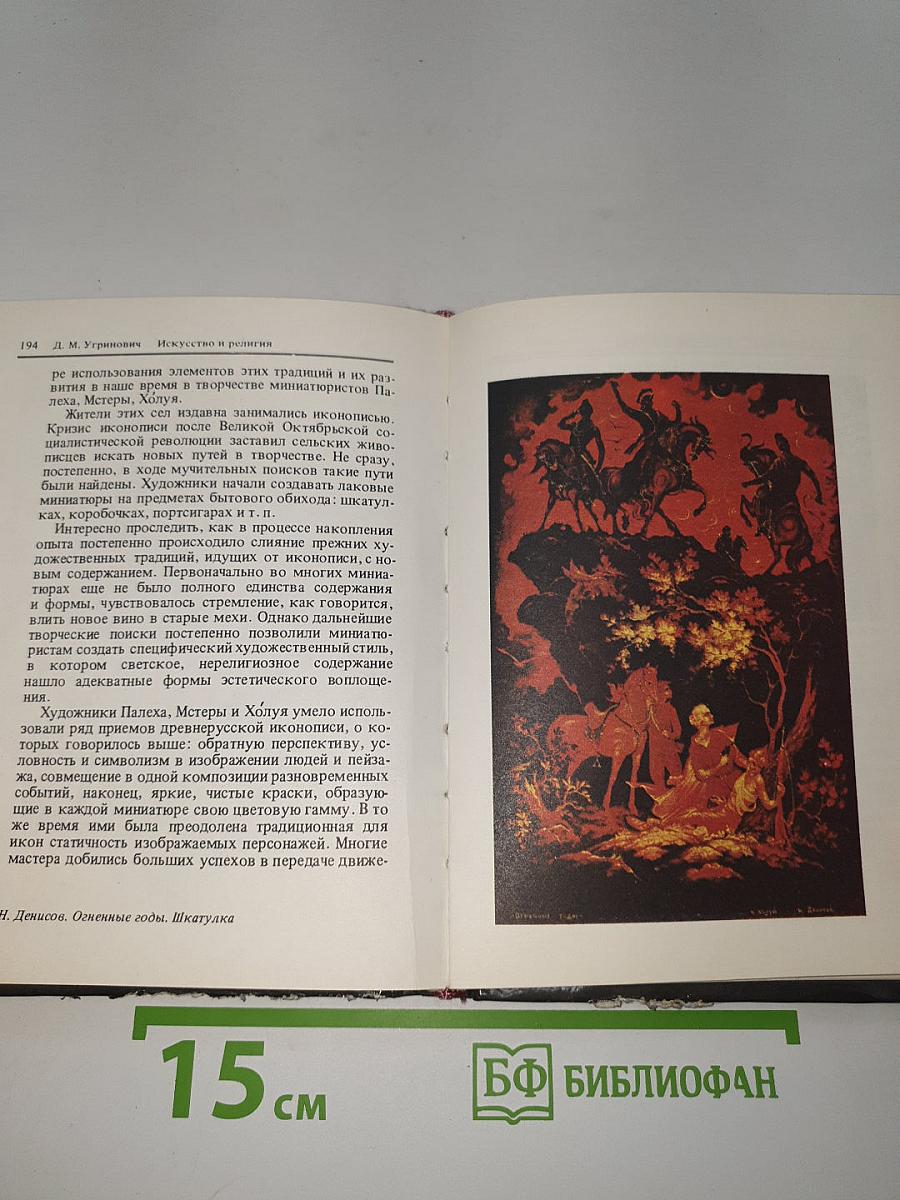 194 Д. М. Угринович Искусство и религия
ре использования элементов этих традиций и их раз-
вития в наше время в творчестве миниатюристов Па-
леха, Мстеры, Хо́луя.
Жители этих сел издавна занимались иконописью.
Кризис иконописи после Великой Октябрьской со-
циалистической революции заставил сельских живо-
писцев искать новых путей в творчестве. Не сразу,
постепенно, в ходе мучительных поисков такие пути
были найдены. Художники начали создавать лаковые
миниатюры на предметах бытового обихода: шкатул-
ках, коробочках, портсигарах и т. п.
Интересно проследить, как в процессе накопления
опыта постепенно происходило слияние прежних ху-
дожественных традиций, идущих от иконописи, с но-
вым содержанием. Первоначально во многих миниа-
тюрах еще не было полного единства содержания
и формы, чувствовалось стремление, как говорится,
влить новое вино в старые мехи. Однако дальнейшие
творческие поиски постепенно позволили миниатю-
ристам создать специфический художественный стиль,
в котором светское, нерелигиозное содержание
нашло адекватные формы эстетического воплоще-
ния.
Художники Палеха, Мстеры и Хо́луя умело исполь-
зовали ряд приемов древнерусской иконописи, о ко-
торых говорилось выше: обратную перспективу, ус-
ловность и символизм в изображении людей и пейза-
жа, совмещение в одной композиции разновременных
событий, наконец, яркие, чистые краски, образую-
щие в каждой миниатюре свою цветовую гамму. В то
же время ими была преодолена традиционная для
икон статичность изображаемых персонажей. Многие
мастера добились больших успехов в передаче движе-
Н. Денисов. Огненные годы. Шкатулка
15 см
БФ БИБЛИОФАН